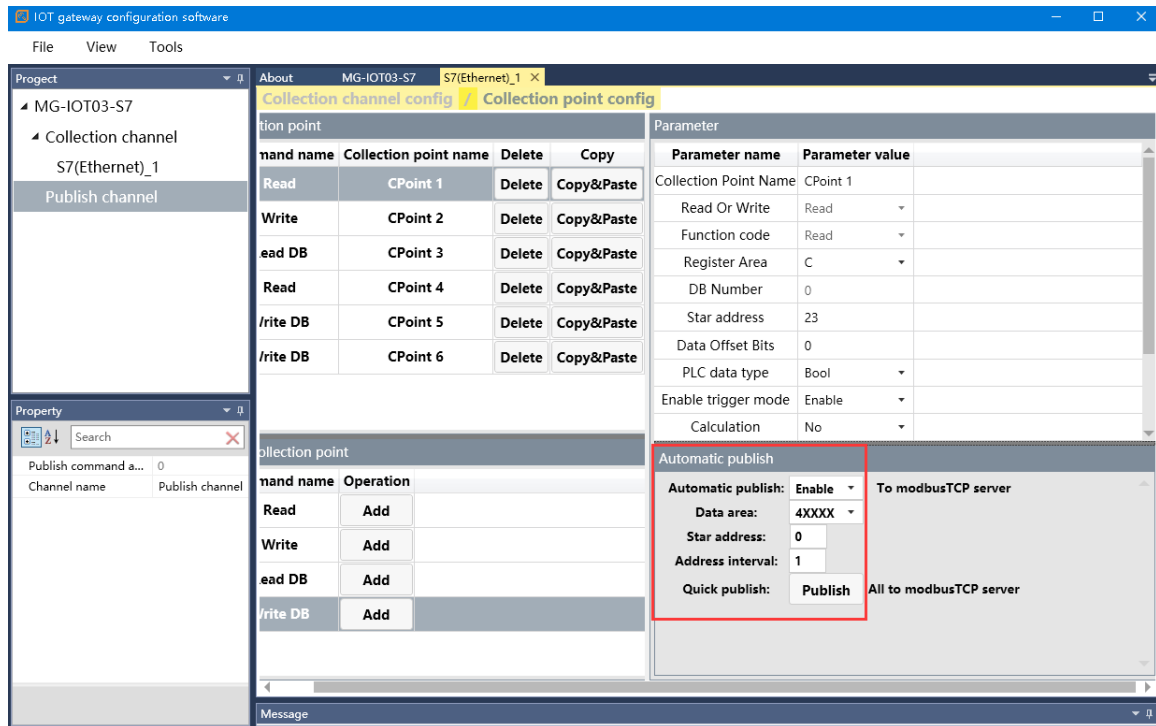 IOT gateway configuration software
File View Tools
Progect
MG-IOT03-S7
Collection channel
S7(Ethernet)_1
Publish channel
Property
Search
Publish command a... 0
Channel name Publish channel
About MG-IOT03-S7 S7(Ethernet)_1
Collection channel config / Collection point config
tion point
mand name Collection point name Delete Copy
Read CPoint 1 Delete Copy&Paste
Write CPoint 2 Delete Copy&Paste
ead DB CPoint 3 Delete Copy&Paste
Read CPoint 4 Delete Copy&Paste
rite DB CPoint 5 Delete Copy&Paste
rite DB CPoint 6 Delete Copy&Paste
ollection point
mand name Operation
Read Add
Write Add
ead DB Add
rite DB Add
Parameter
Parameter name Parameter value
Collection Point Name CPoint 1
Read Or Write Read
Function code Read
Register Area C
DB Number 0
Star address 23
Data Offset Bits 0
PLC data type Bool
Enable trigger mode Enable
Calculation No
Automatic publish
Automatic publish: Enable To modbusTCP server
Data area: 4XXXX
Star address: 0
Address interval: 1
Quick publish: Publish All to modbusTCP server
Message